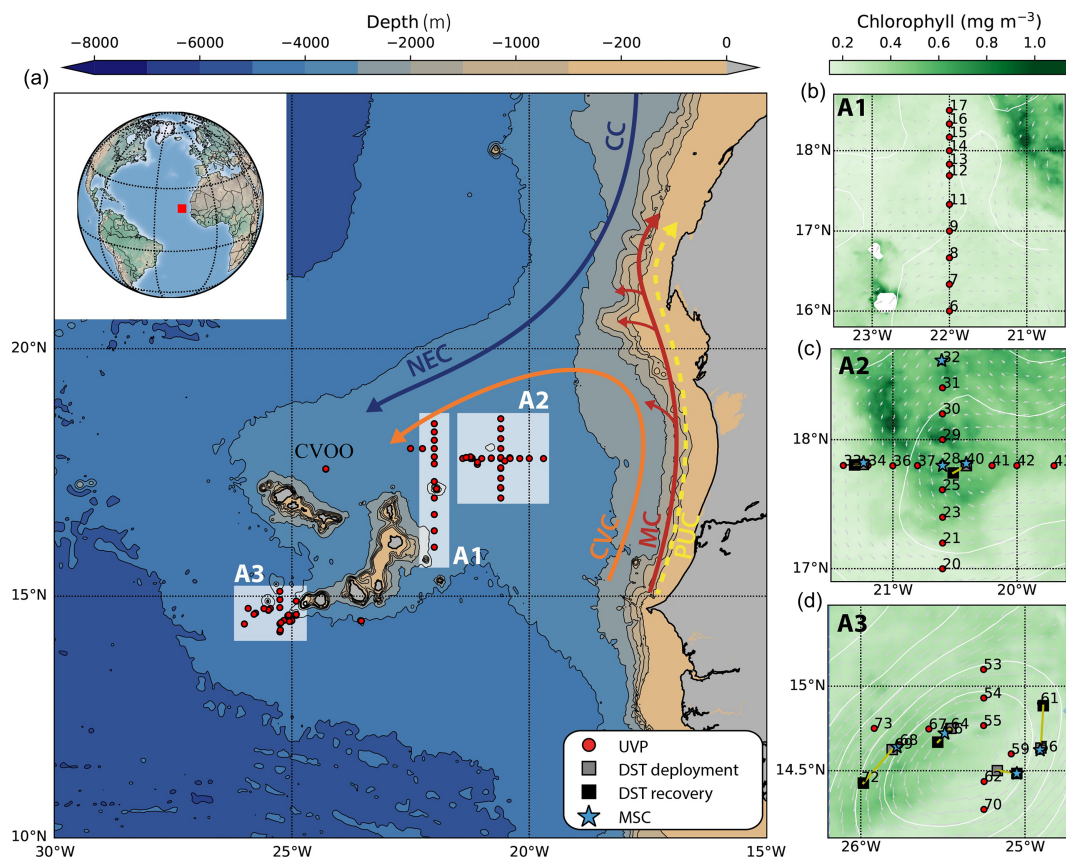 Depth (m)
−8000 −6000 −4000 −2000 −1000 −200 0
Chlorophyll (mg m⁻³)
0.2 0.4 0.6 0.8 1.0
(a)
CC
NEC
CVOO
A2
A1
A3
CVC
MC
PUC
20°N
15°N
10°N
30°W 25°W 20°W 15°W
UVP
DST deployment
DST recovery
MSC
(b)
A1
17
16
15
14
13
12
11
9
8
7
6
18°N
17°N
16°N
23°W 22°W 21°W
(c)
A2
32
31
30
29
34 36 37 28 40 41 42
25
23
21
20
18°N
17°N
21°W 20°W
(d)
A3
53
54
55
61
73
67 64
68
59
62
70
72
15°N
14.5°N
26°W 25°W